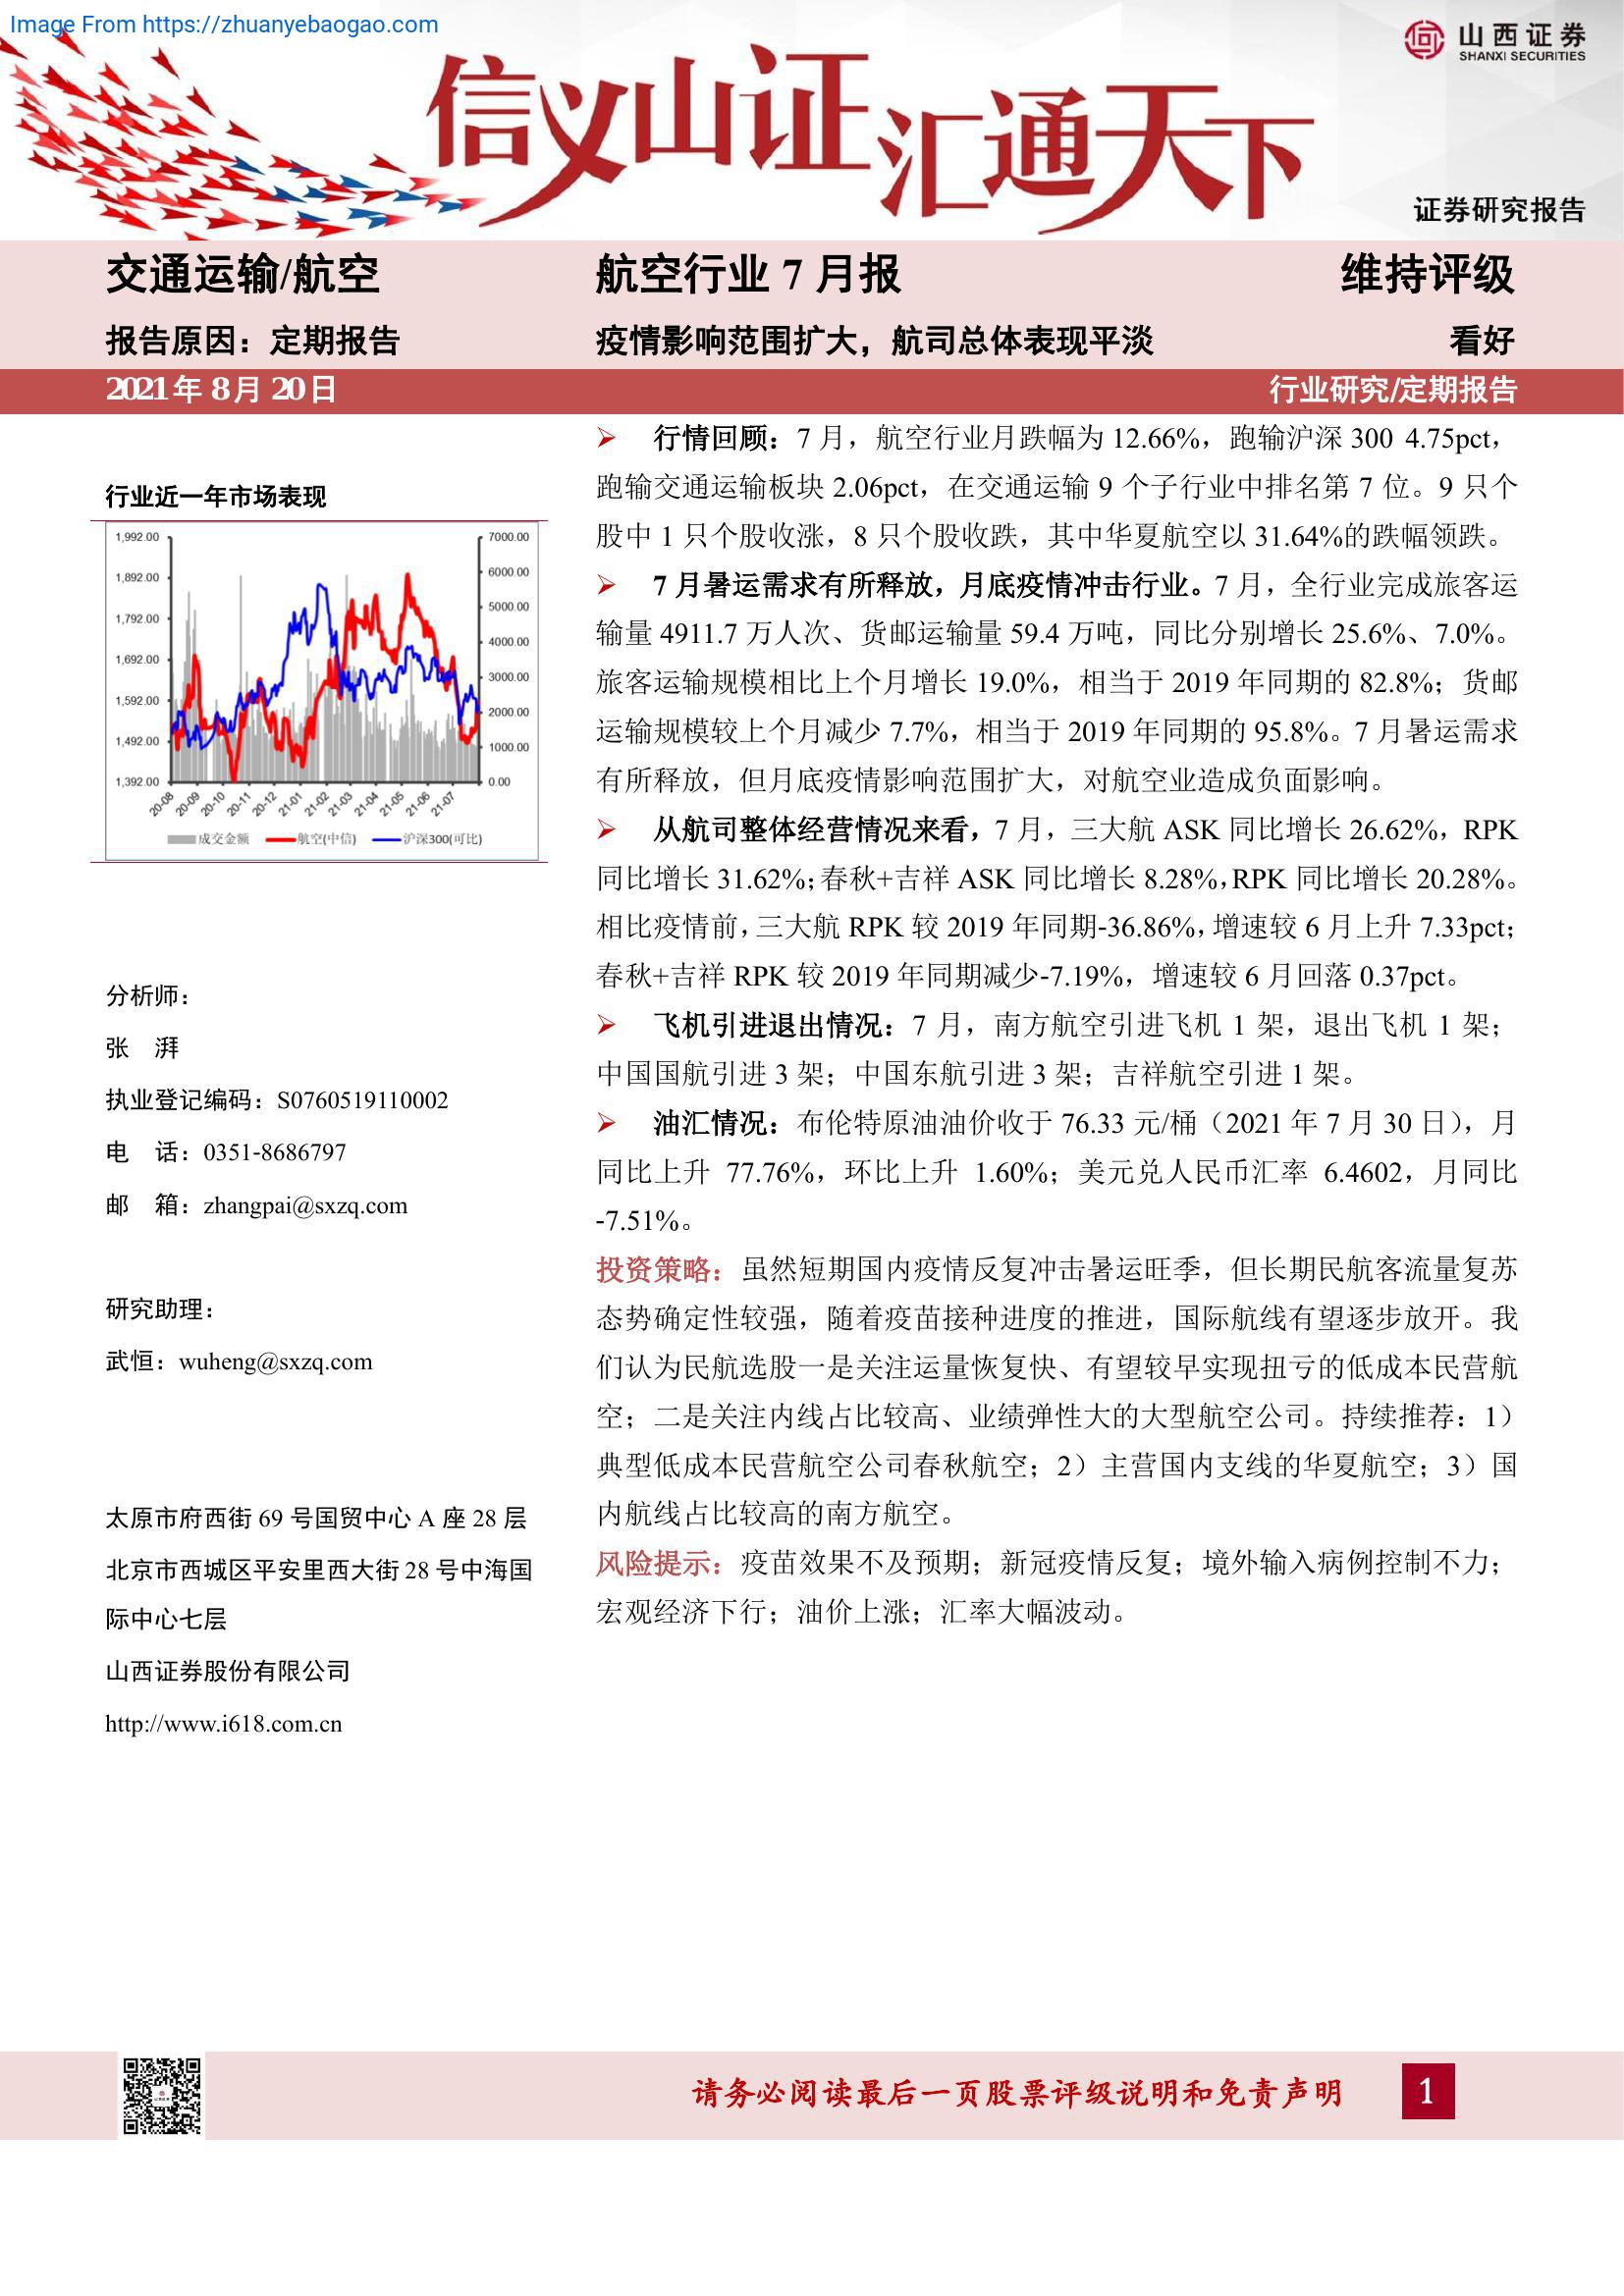 Image From https://zhuanyebaogao.com
山西证券
SHANXI SECURITIES
信义山证汇通天下
证券研究报告
交通运输/航空
航空行业 7 月报
维持评级
报告原因：定期报告
疫情影响范围扩大，航司总体表现平淡
看好
2021 年 8 月 20 日
行业研究/定期报告
行业近一年市场表现
1,992.00
1,892.00
1,792.00
1,692.00
1,592.00
1,492.00
1,392.00
7000.00
6000.00
5000.00
4000.00
3000.00
2000.00
1000.00
0.00
20-08 20-09 20-10 20-11 20-12 21-01 21-02 21-03 21-04 21-05 21-06 21-07
成交金额 航空(中信) 沪深300(可比)
分析师：
张 湃
执业登记编码：S0760519110002
电 话：0351-8686797
邮 箱：zhangpai@sxzq.com
研究助理：
武恒：wuheng@sxzq.com
太原市府西街 69 号国贸中心 A 座 28 层
北京市西城区平安里西大街 28 号中海国
际中心七层
山西证券股份有限公司
http://www.i618.com.cn
➢ 行情回顾：7 月，航空行业月跌幅为 12.66%，跑输沪深 300 4.75pct，
跑输交通运输板块 2.06pct，在交通运输 9 个子行业中排名第 7 位。9 只个
股中 1 只个股收涨，8 只个股收跌，其中华夏航空以 31.64%的跌幅领跌。
➢ 7 月暑运需求有所释放，月底疫情冲击行业。7 月，全行业完成旅客运
输量 4911.7 万人次、货邮运输量 59.4 万吨，同比分别增长 25.6%、7.0%。
旅客运输规模相比上个月增长 19.0%，相当于 2019 年同期的 82.8%；货邮
运输规模较上个月减少 7.7%，相当于 2019 年同期的 95.8%。7 月暑运需求
有所释放，但月底疫情影响范围扩大，对航空业造成负面影响。
➢ 从航司整体经营情况来看，7 月，三大航 ASK 同比增长 26.62%，RPK
同比增长 31.62%；春秋+吉祥 ASK 同比增长 8.28%，RPK 同比增长 20.28%。
相比疫情前，三大航 RPK 较 2019 年同期-36.86%，增速较 6 月上升 7.33pct；
春秋+吉祥 RPK 较 2019 年同期减少-7.19%，增速较 6 月回落 0.37pct。
➢ 飞机引进退出情况：7 月，南方航空引进飞机 1 架，退出飞机 1 架；
中国国航引进 3 架；中国东航引进 3 架；吉祥航空引进 1 架。
➢ 油汇情况：布伦特原油油价收于 76.33 元/桶（2021 年 7 月 30 日），月
同比上升 77.76%，环比上升 1.60%；美元兑人民币汇率 6.4602，月同比
-7.51%。
投资策略：虽然短期国内疫情反复冲击暑运旺季，但长期民航客流量复苏
态势确定性较强，随着疫苗接种进度的推进，国际航线有望逐步放开。我
们认为民航选股一是关注运量恢复快、有望较早实现扭亏的低成本民营航
空；二是关注内线占比较高、业绩弹性大的大型航空公司。持续推荐：1）
典型低成本民营航空公司春秋航空；2）主营国内支线的华夏航空；3）国
内航线占比较高的南方航空。
风险提示：疫苗效果不及预期；新冠疫情反复；境外输入病例控制不力；
宏观经济下行；油价上涨；汇率大幅波动。
请务必阅读最后一页股票评级说明和免责声明
1